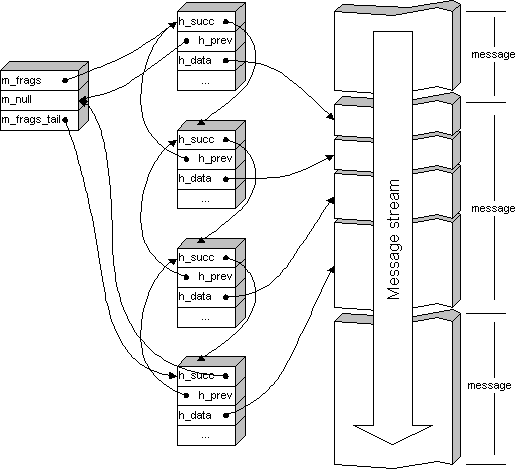 h_succ
h_prev
h_data
...
m_frags
m_null
m_frags_tail
h_succ
h_prev
h_data
...
h_succ
h_prev
h_data
...
h_succ
h_prev
h_data
...
Message stream
message
message
message